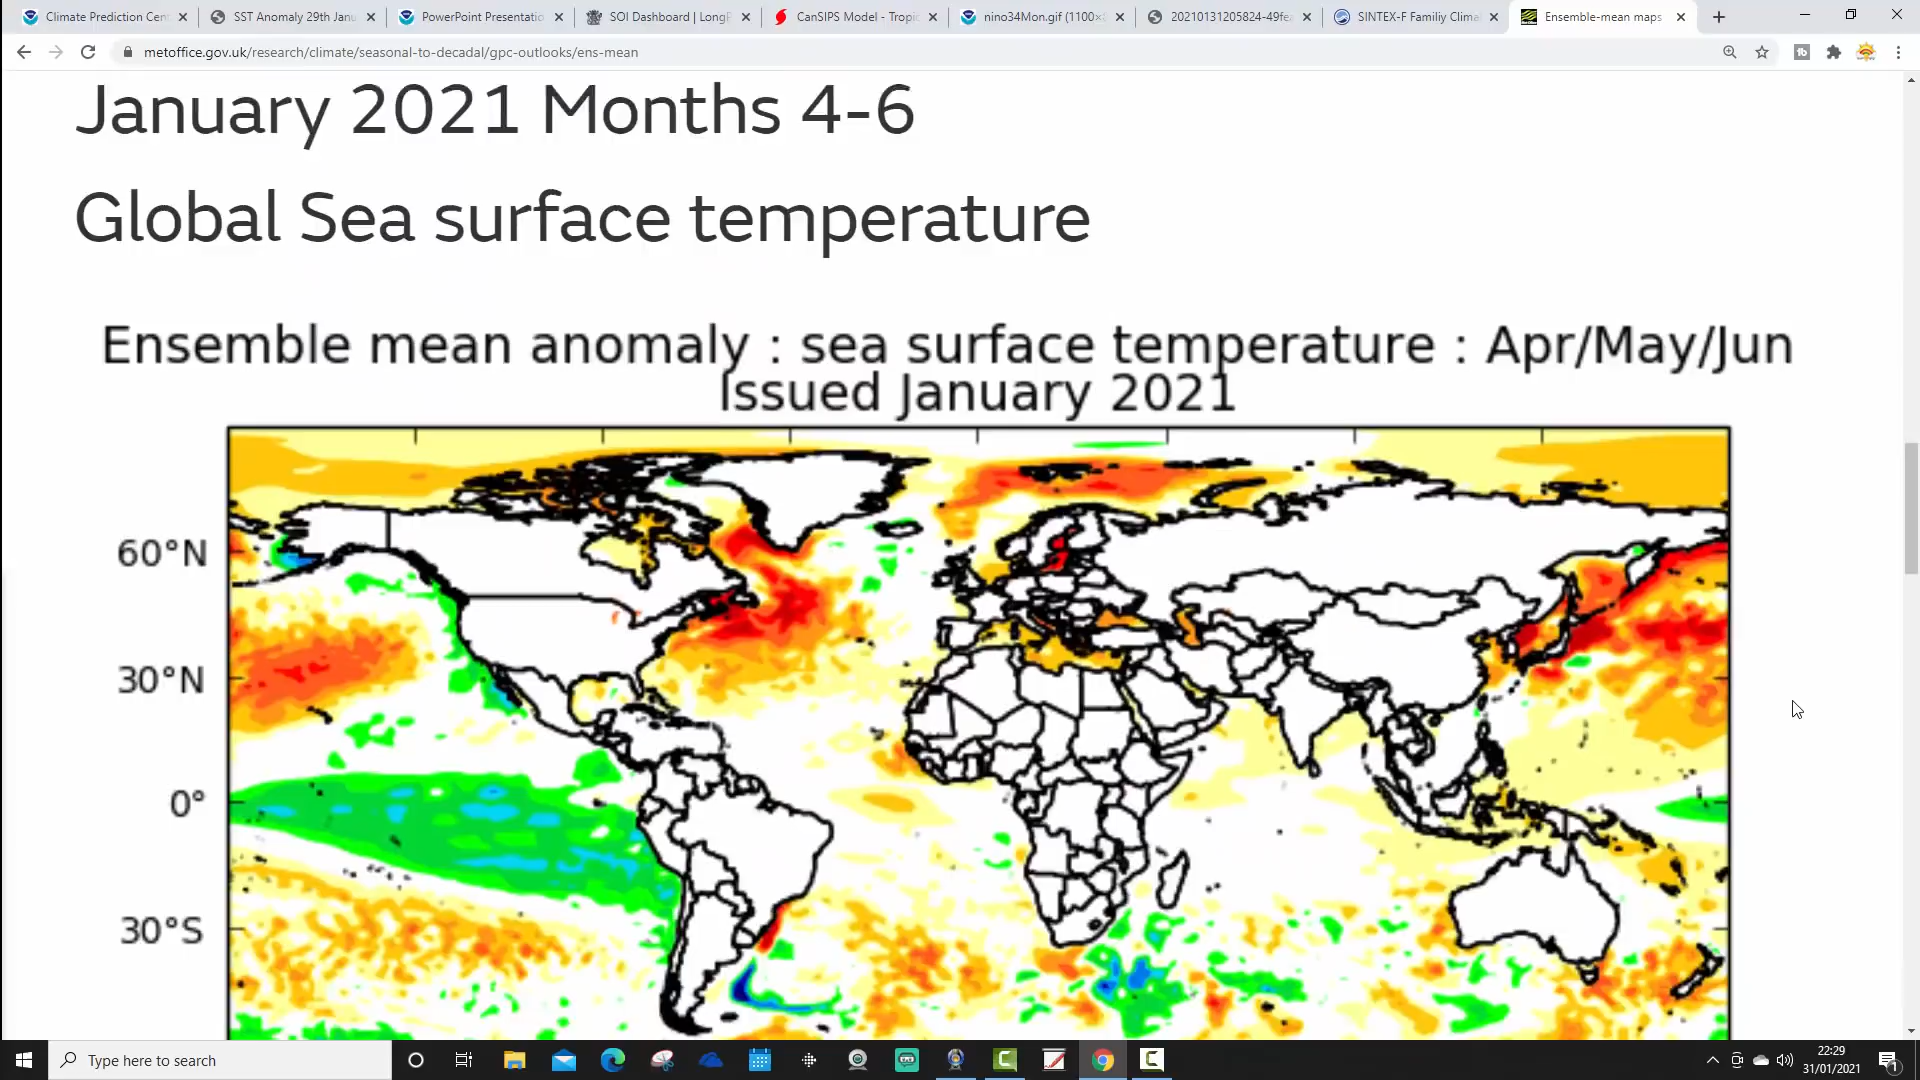 Climate Prediction Cent
SST Anomaly 29th Janu
PowerPoint Presentatio
SOI Dashboard | LongP
CanSIPS Model - Tropic
nino34Mon.gif (1100×
20210131205824-49fe
SINTEX-F Familiy Clima
Ensemble-mean maps
metoffice.gov.uk/research/climate/seasonal-to-decadal/gpc-outlooks/ens-mean
January 2021 Months 4-6
Global Sea surface temperature
Ensemble mean anomaly : sea surface temperature : Apr/May/Jun
Issued January 2021
60°N
30°N
0°
30°S
Type here to search
22:29
31/01/2021
1